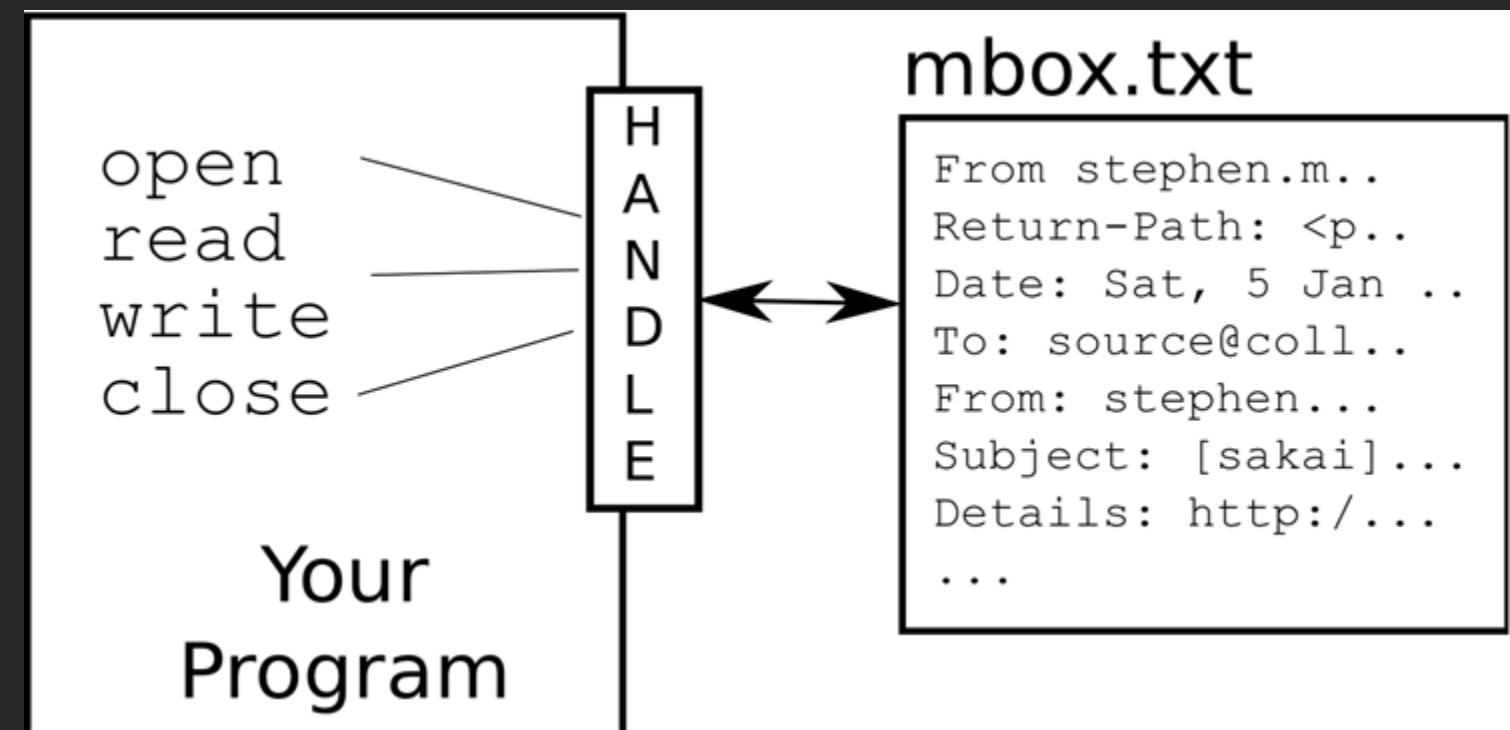 open
read
write
close
Your
Program
H
A
N
D
L
E
mbox.txt
From stephen.m..
Return-Path: <p..
Date: Sat, 5 Jan ..
To: source@coll..
From: stephen...
Subject: [sakai]...
Details: http:/...
...